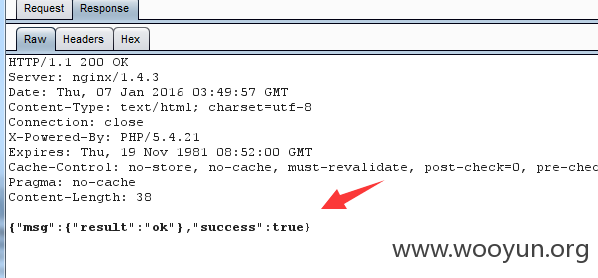 Request Response
Raw Headers Hex
HTTP/1.1 200 OK
Server: nginx/1.4.3
Date: Thu, 07 Jan 2016 03:49:57 GMT
Content-Type: text/html; charset=utf-8
Connection: close
X-Powered-By: PHP/5.4.21
Expires: Thu, 19 Nov 1981 08:52:00 GMT
Cache-Control: no-store, no-cache, must-revalidate, post-check=0, pre-chec
Pragma: no-cache
Content-Length: 38
{"msg":{"result":"ok"},"success":true}
www.wooyun.org